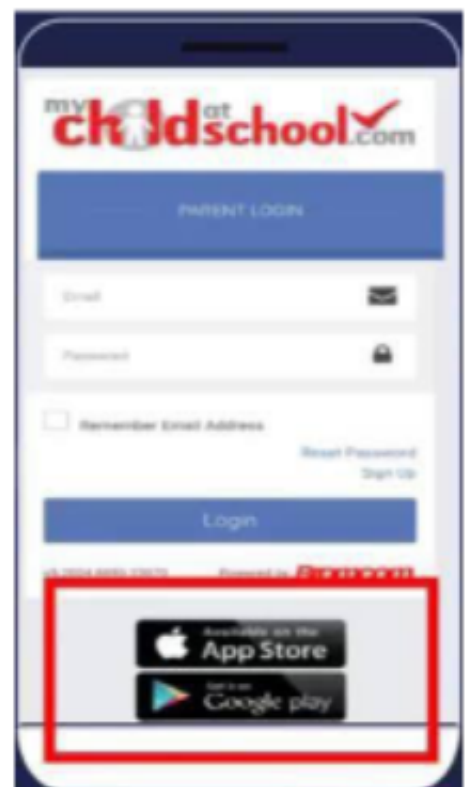 my child at school.com
PARENT LOGIN
Email
Password
Remember Email Address
Reset Password
Sign Up
Login
Powered by
Available on the
App Store
Get it on
Google play